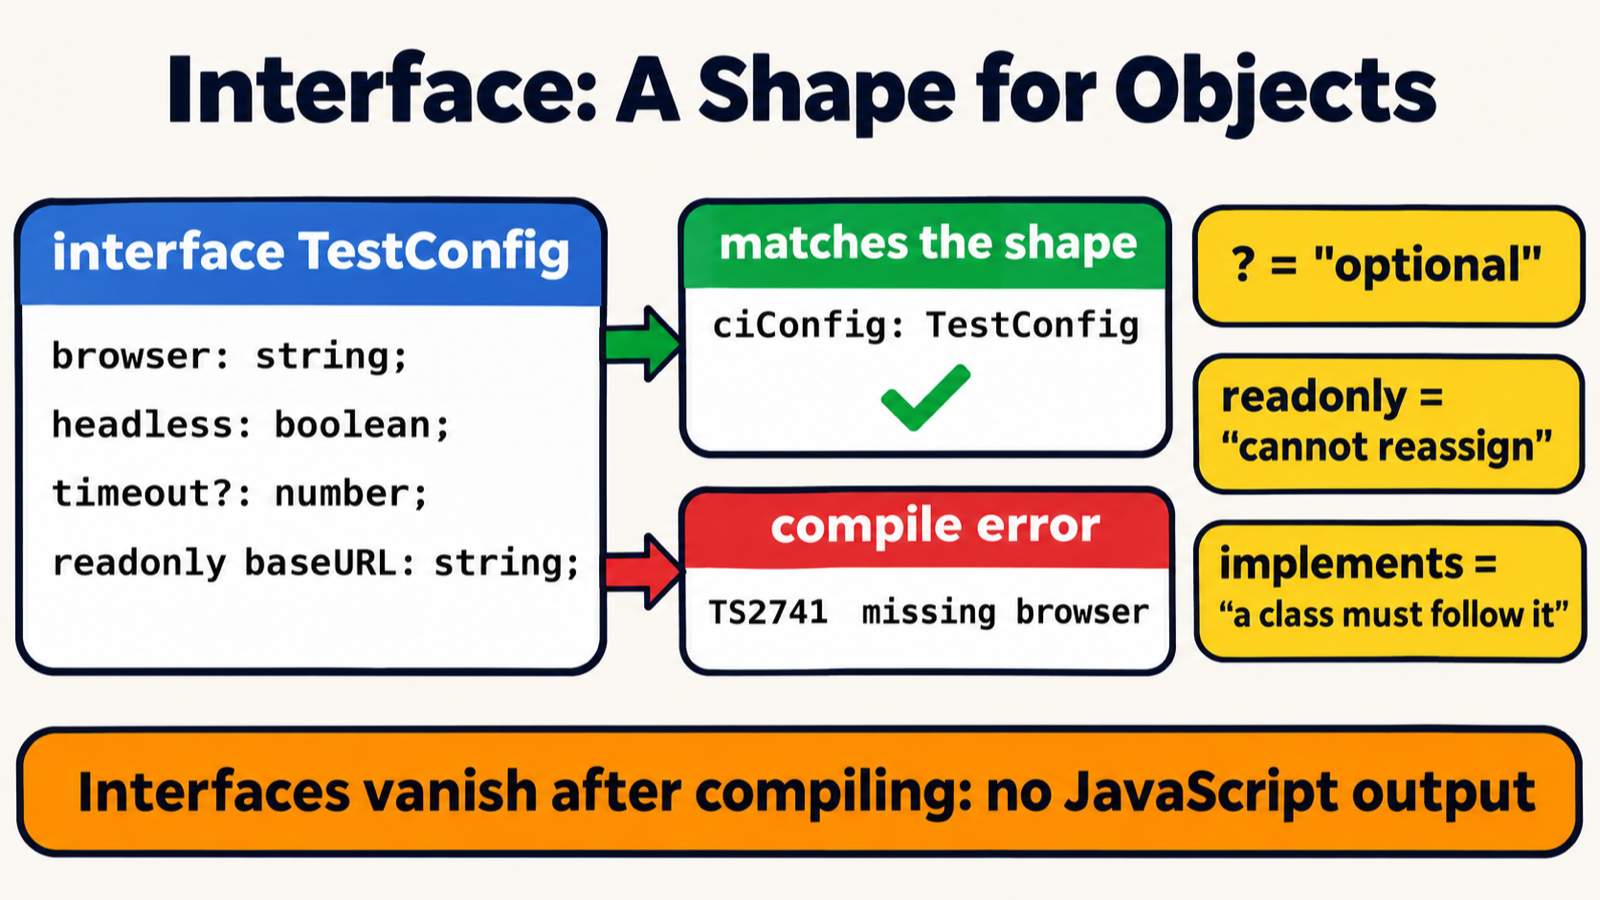 Interface: A Shape for Objects
interface TestConfig
browser: string;
headless: boolean;
timeout?: number;
readonly baseURL: string;
matches the shape
ciConfig: TestConfig
compile error
TS2741 missing browser
? = "optional"
readonly =
“cannot reassign”
implements =
“a class must follow it”
Interfaces vanish after compiling: no JavaScript output